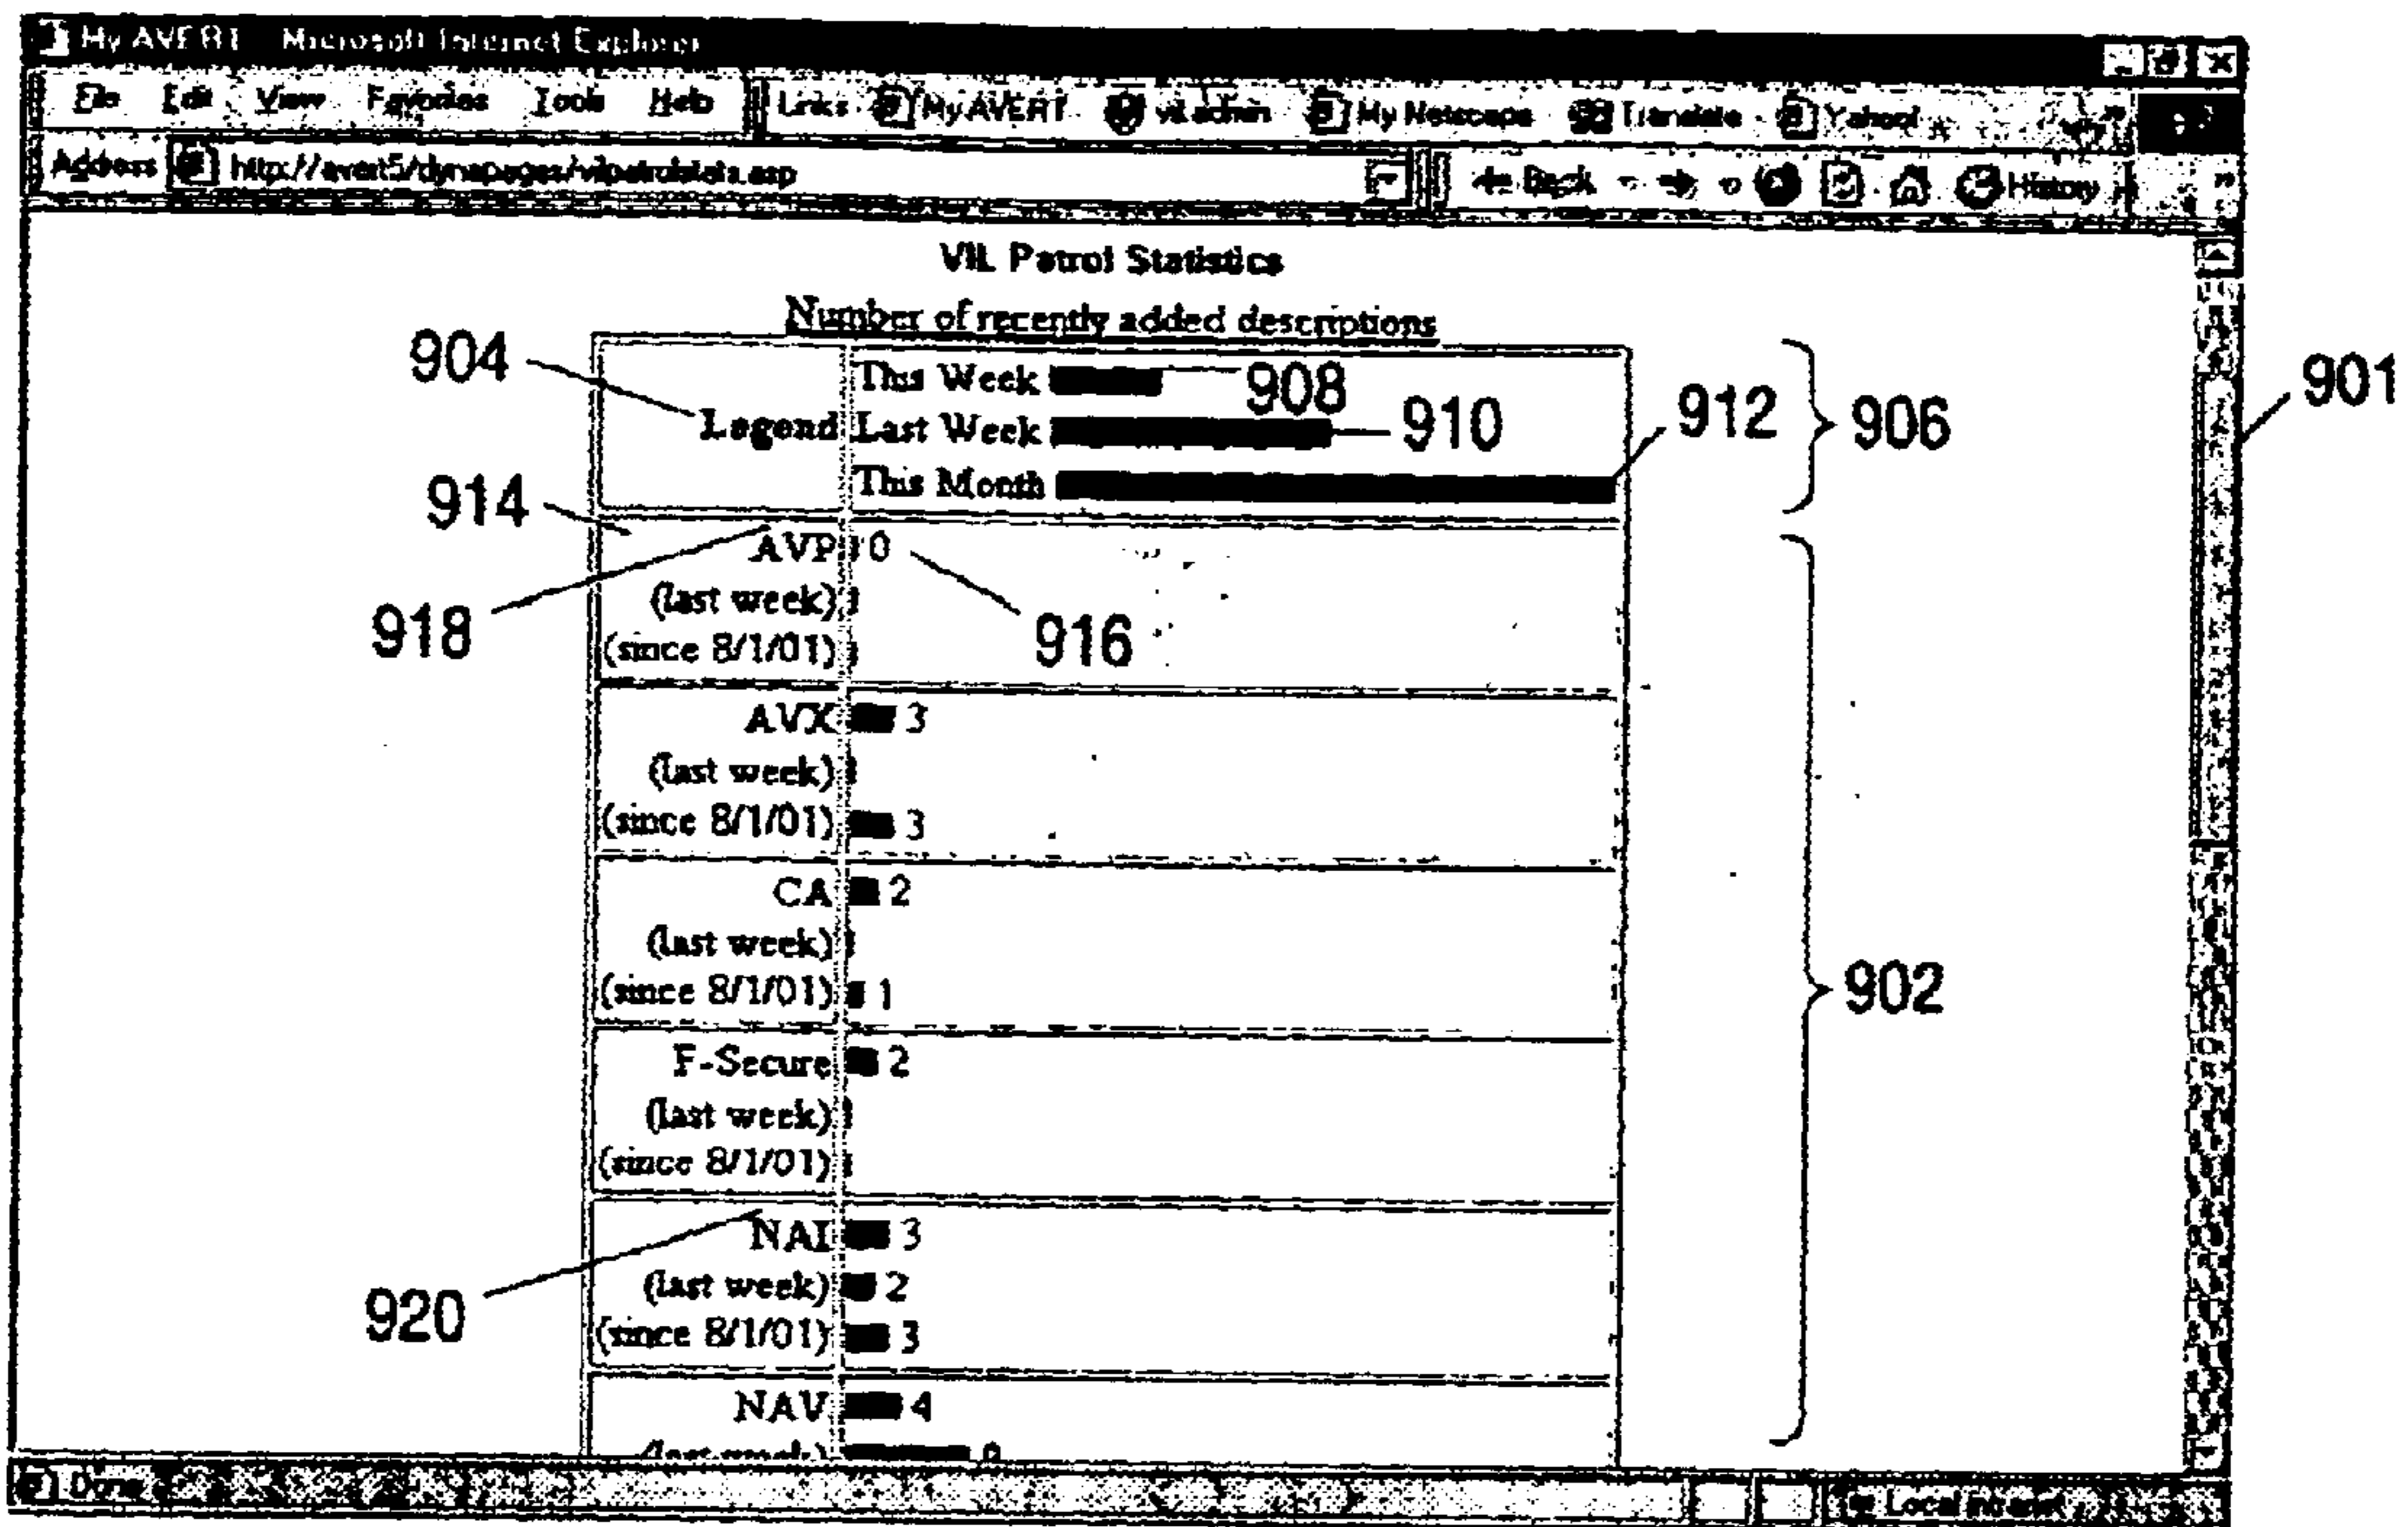 My AVERT Microsoft Internet Explorer
File Edit View Favorites Tools Help Links My AVERT vil admin My Netscape Translate Yahoo!
Address http://avert5/dynapages/vilpatrolstats.asp Back History
VIL Patrol Statistics
Number of recently added descriptions
904 This Week 908 901
Legend Last Week 910 912 906
914 This Month
AVP 0
918 (last week) 916
(since 8/1/01)
AVX 3
(last week)
(since 8/1/01) 3
CA 2
(last week)
(since 8/1/01) 1 902
F-Secure 2
(last week)
(since 8/1/01)
NAI 3
920 (last week) 2
(since 8/1/01) 3
NAV 4
(last week)
Done Local intranet